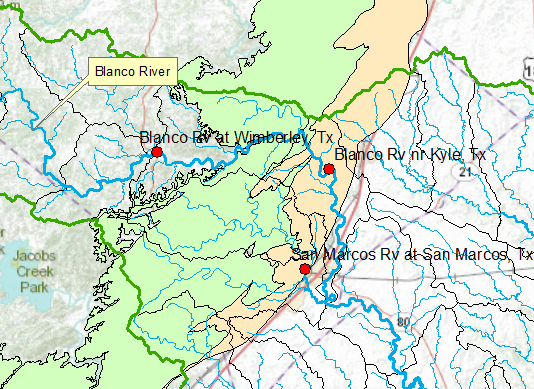 Blanco River
Blanco Rv at Wimberley, Tx
Blanco Rv nr Kyle, Tx
21
San Marcos Rv at San Marcos, Tx
Jacobs
Creek
Park
80